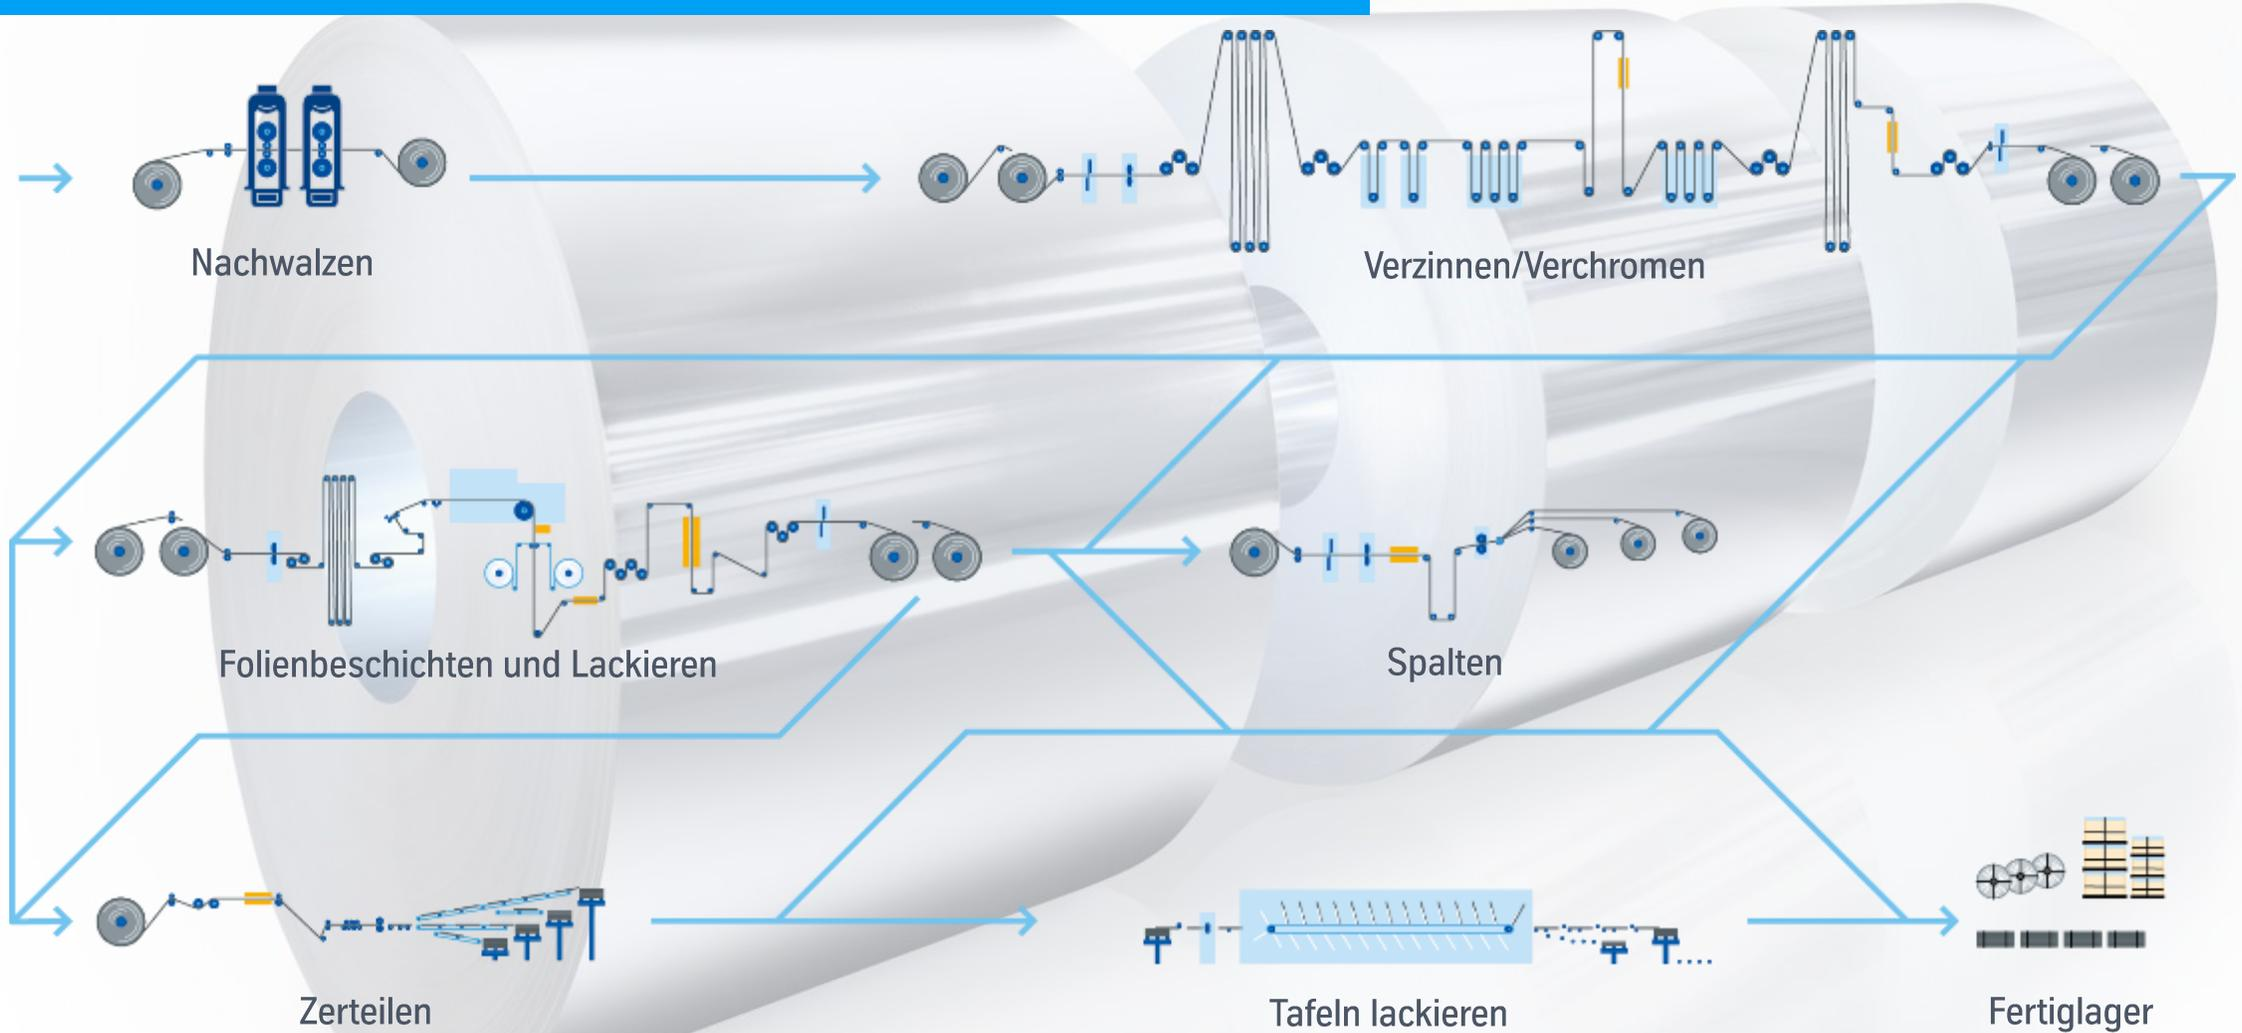 Nachwalzen
Verzinnen/Verchromen
Folienbeschichten und Lackieren
Spalten
Zerteilen
Tafeln lackieren
Fertiglager